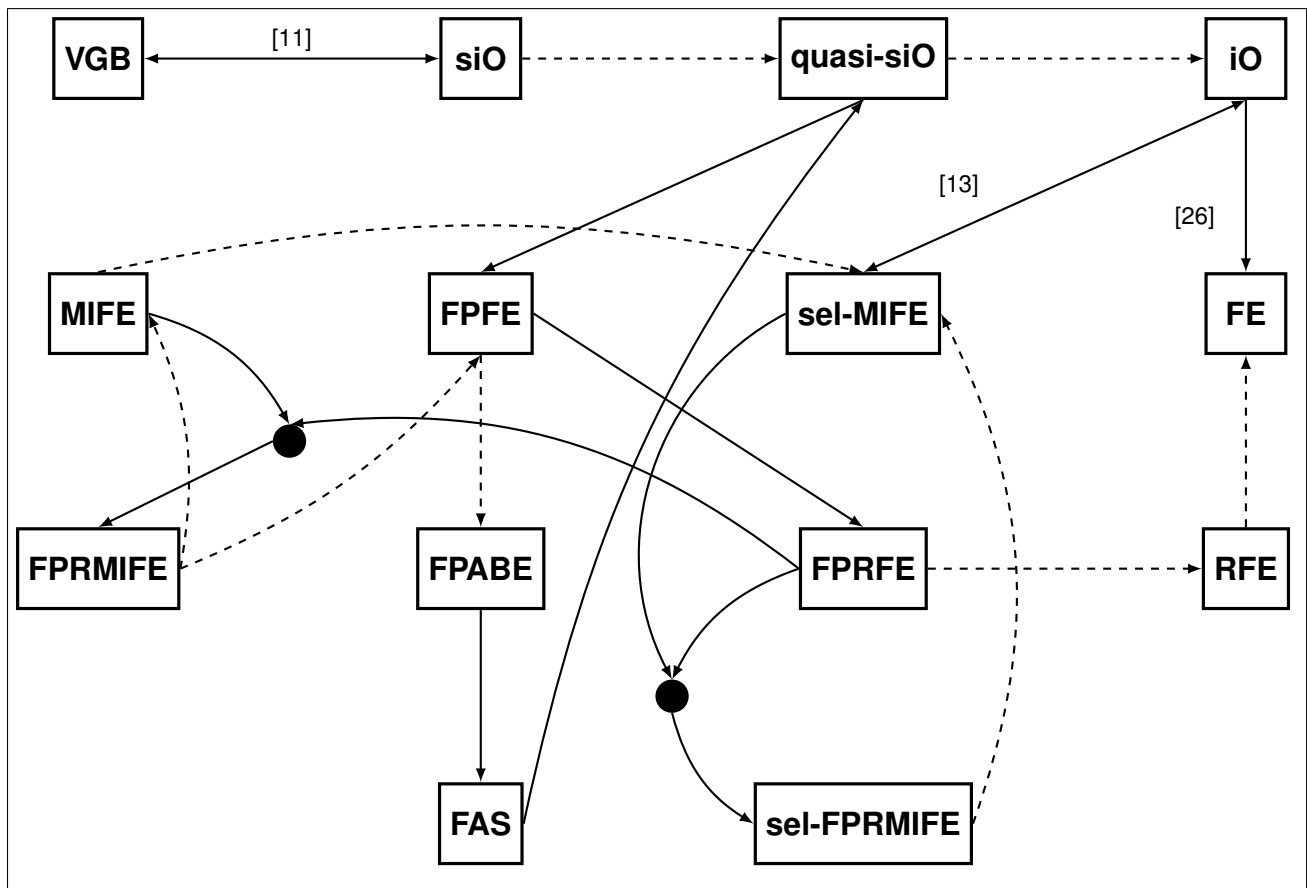 [11]
VGB
siO
quasi-siO
iO
[13]
[26]
MIFE
FPFE
sel-MIFE
FE
FPRMIFE
FPABE
FPRFE
RFE
FAS
sel-FPRMIFE